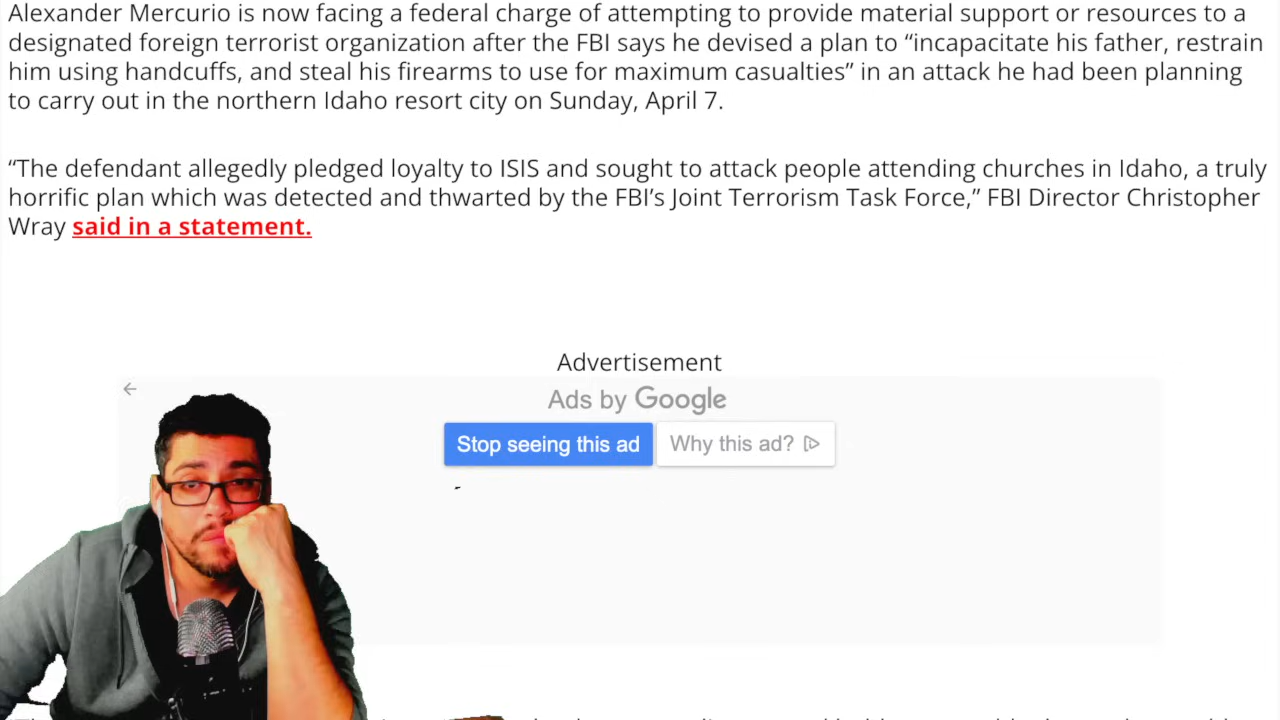 Alexander Mercurio is now facing a federal charge of attempting to provide material support or resources to a
designated foreign terrorist organization after the FBI says he devised a plan to “incapacitate his father, restrain
him using handcuffs, and steal his firearms to use for maximum casualties” in an attack he had been planning
to carry out in the northern Idaho resort city on Sunday, April 7.
“The defendant allegedly pledged loyalty to ISIS and sought to attack people attending churches in Idaho, a truly
horrific plan which was detected and thwarted by the FBI’s Joint Terrorism Task Force,” FBI Director Christopher
Wray said in a statement.
Advertisement
Ads by Google
Stop seeing this ad
Why this ad?